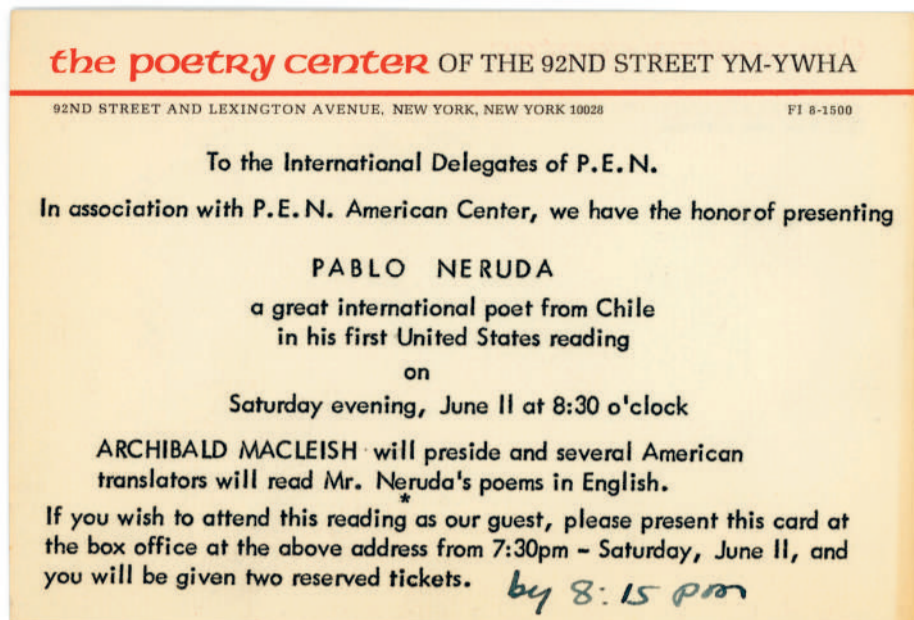 the poetry center OF THE 92ND STREET YM-YWHA
92ND STREET AND LEXINGTON AVENUE, NEW YORK, NEW YORK 10028 FI 8-1500
To the International Delegates of P.E.N.
In association with P.E.N. American Center, we have the honor of presenting
PABLO NERUDA
a great international poet from Chile
in his first United States reading
on
Saturday evening, June 11 at 8:30 o'clock
ARCHIBALD MACLEISH will preside and several American
translators will read Mr. Neruda's poems in English.
*
If you wish to attend this reading as our guest, please present this card at
the box office at the above address from 7:30pm - Saturday, June 11, and
you will be given two reserved tickets. by 8:15 pm